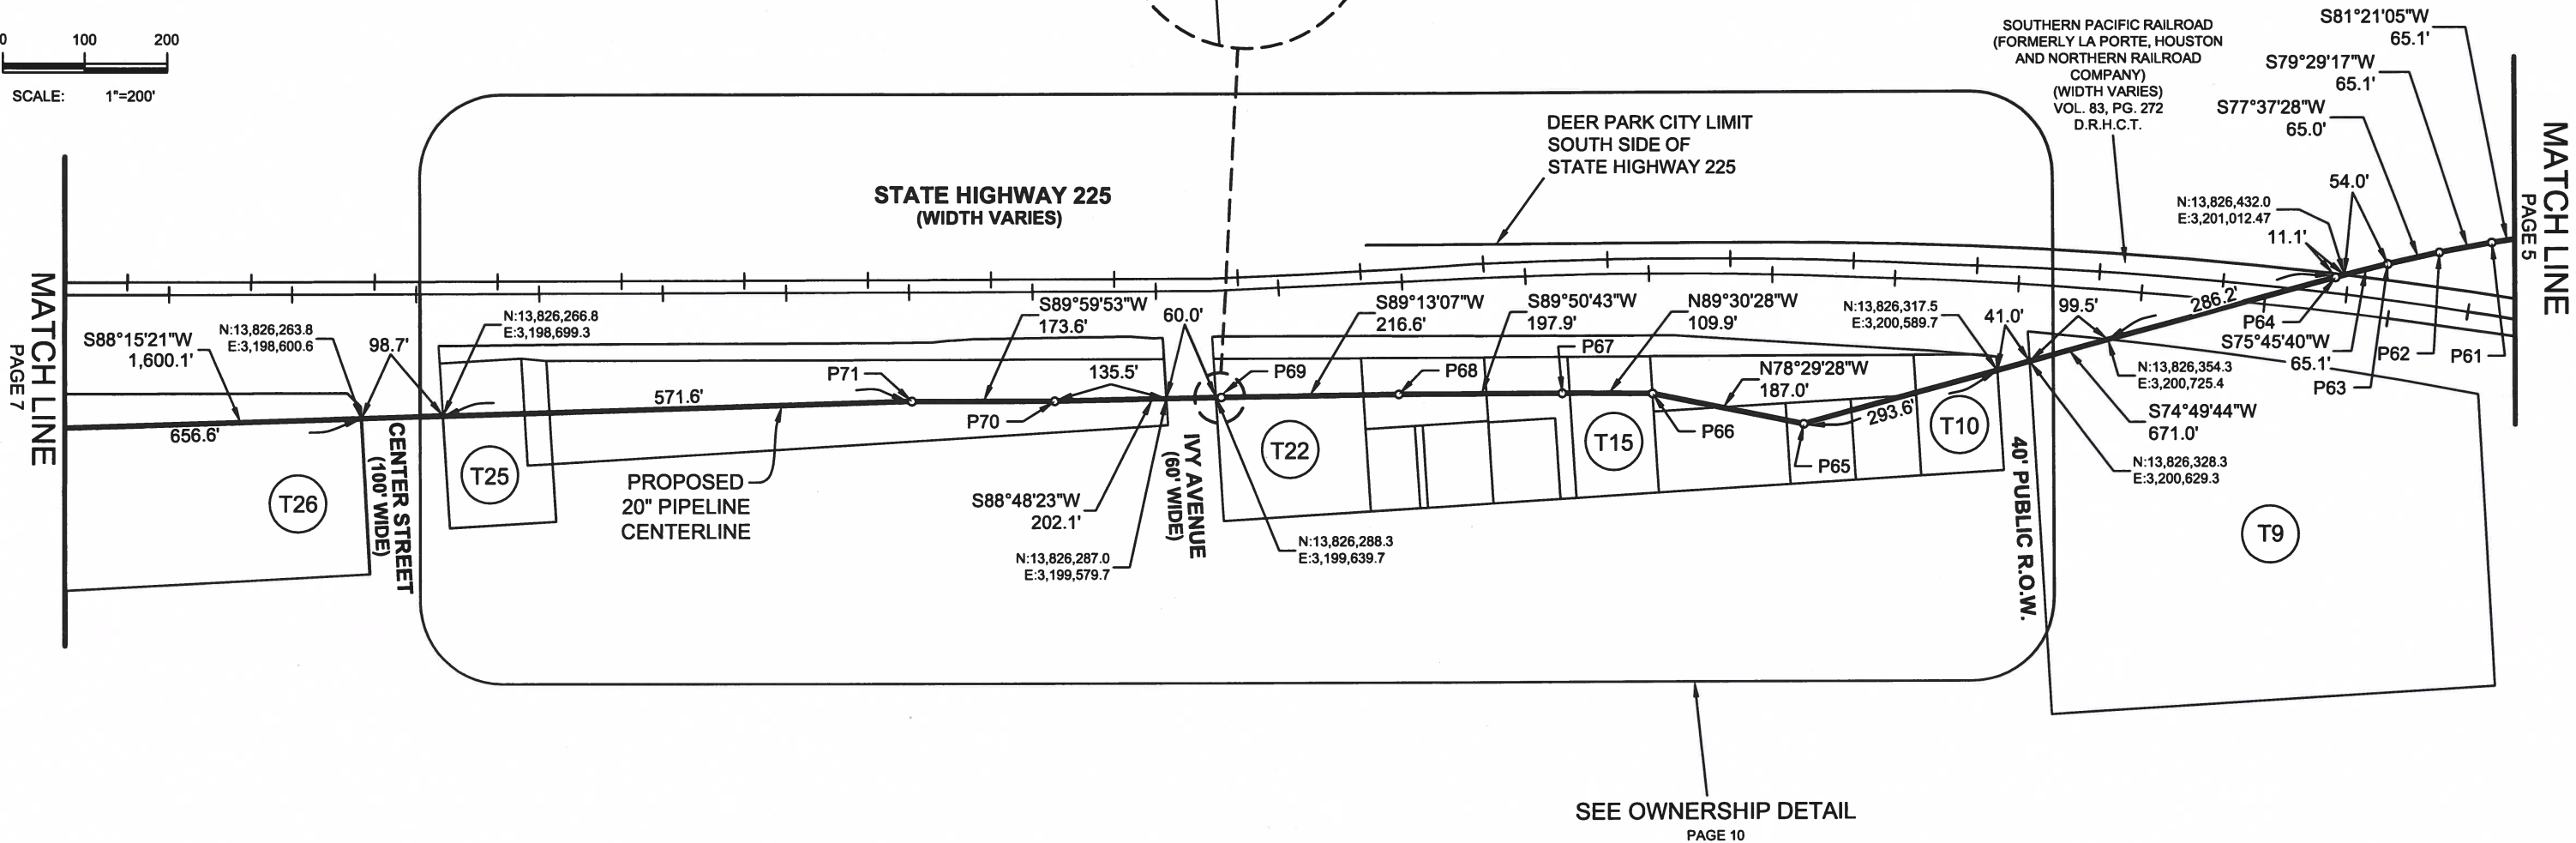 0 100 200
SCALE: 1"=200'
SOUTHERN PACIFIC RAILROAD
(FORMERLY LA PORTE, HOUSTON
AND NORTHERN RAILROAD
COMPANY)
(WIDTH VARIES)
VOL. 83, PG. 272
D.R.H.C.T.
S81°21'05"W
65.1'
S79°29'17"W
65.1'
S77°37'28"W
65.0'
54.0'
N:13,826,432.0
E:3,201,012.47
11.1'
MATCH LINE
PAGE 5
DEER PARK CITY LIMIT
SOUTH SIDE OF
STATE HIGHWAY 225
STATE HIGHWAY 225
(WIDTH VARIES)
MATCH LINE
PAGE 7
S88°15'21"W
1,600.1'
656.6'
N:13,826,263.8
E:3,198,600.6
98.7'
N:13,826,266.8
E:3,198,699.3
571.6'
P71
S89°59'53"W
173.6'
P70
135.5'
60.0'
P69
S89°13'07"W
216.6'
P68
S89°50'43"W
197.9'
P67
N89°30'28"W
109.9'
P66
N78°29'28"W
187.0'
P65
293.6'
N:13,826,317.5
E:3,200,589.7
41.0'
99.5'
286.2'
P64
S75°45'40"W
65.1'
P63
P62
P61
N:13,826,354.3
E:3,200,725.4
S74°49'44"W
671.0'
N:13,826,328.3
E:3,200,629.3
T26
CENTER STREET
(100' WIDE)
T25
PROPOSED
20" PIPELINE
CENTERLINE
S88°48'23"W
202.1'
N:13,826,287.0
E:3,199,579.7
IVY AVENUE
(60' WIDE)
N:13,826,288.3
E:3,199,639.7
T22
T15
T10
40' PUBLIC R.O.W.
T9
SEE OWNERSHIP DETAIL
PAGE 10